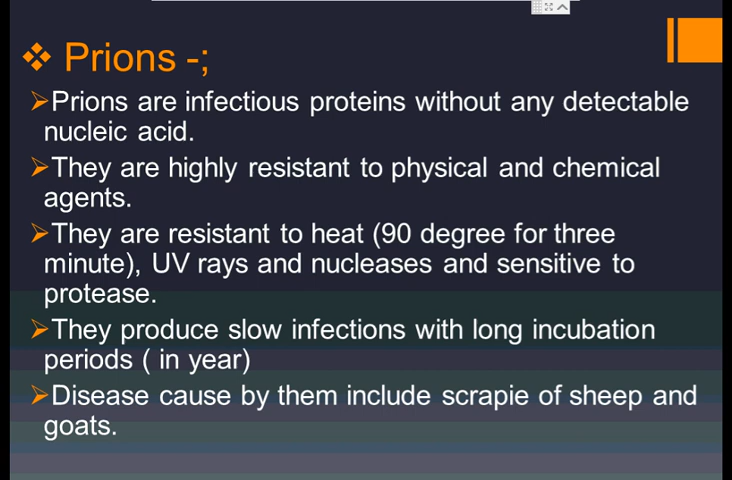 Prions -;
Prions are infectious proteins without any detectable
nucleic acid.
They are highly resistant to physical and chemical
agents.
They are resistant to heat (90 degree for three
minute), UV rays and nucleases and sensitive to
protease.
They produce slow infections with long incubation
periods ( in year)
Disease cause by them include scrapie of sheep and
goats.